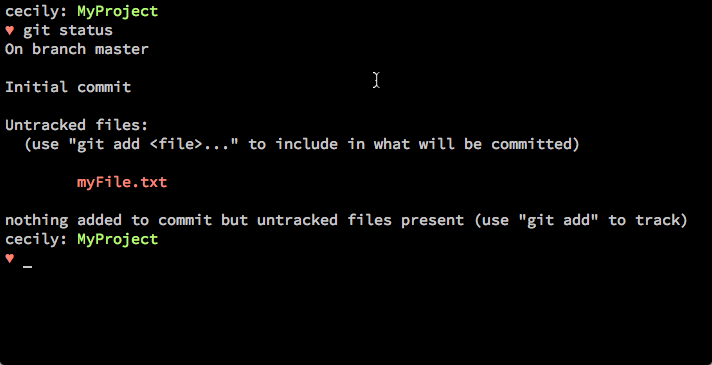 cecily: MyProject
♥ git status
On branch master
Initial commit
Untracked files:
(use "git add <file>..." to include in what will be committed)
myFile.txt
nothing added to commit but untracked files present (use "git add" to track)
cecily: MyProject
♥ _